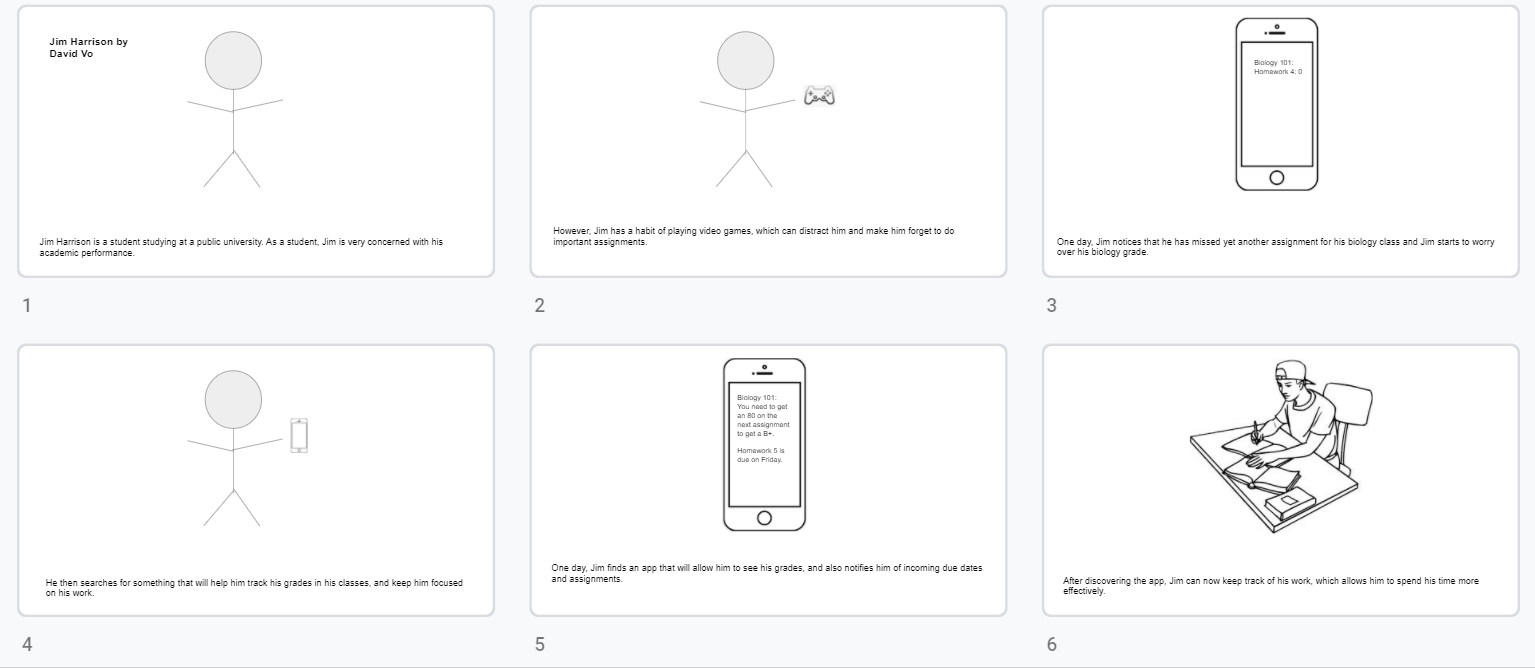 Jim Harrison by
David Vo
Jim Harrison is a student studying at a public university. As a student, Jim is very concerned with his
academic performance.
1
However, Jim has a habit of playing video games, which can distract him and make him forget to do
important assignments.
2
Biology 101:
Homework 4: 0
One day, Jim notices that he has missed yet another assignment for his biology class and Jim starts to worry
over his biology grade.
3
He then searches for something that will help him track his grades in his classes, and keep him focused
on his work.
4
Biology 101:
You need to get
an 80 on the
next assignment
to get a B+.
Homework 5 is
due on Friday.
One day, Jim finds an app that will allow him to see his grades, and also notifies him of incoming due dates
and assignments.
5
After discovering the app, Jim can now keep track of his work, which allows him to spend his time more
effectively.
6